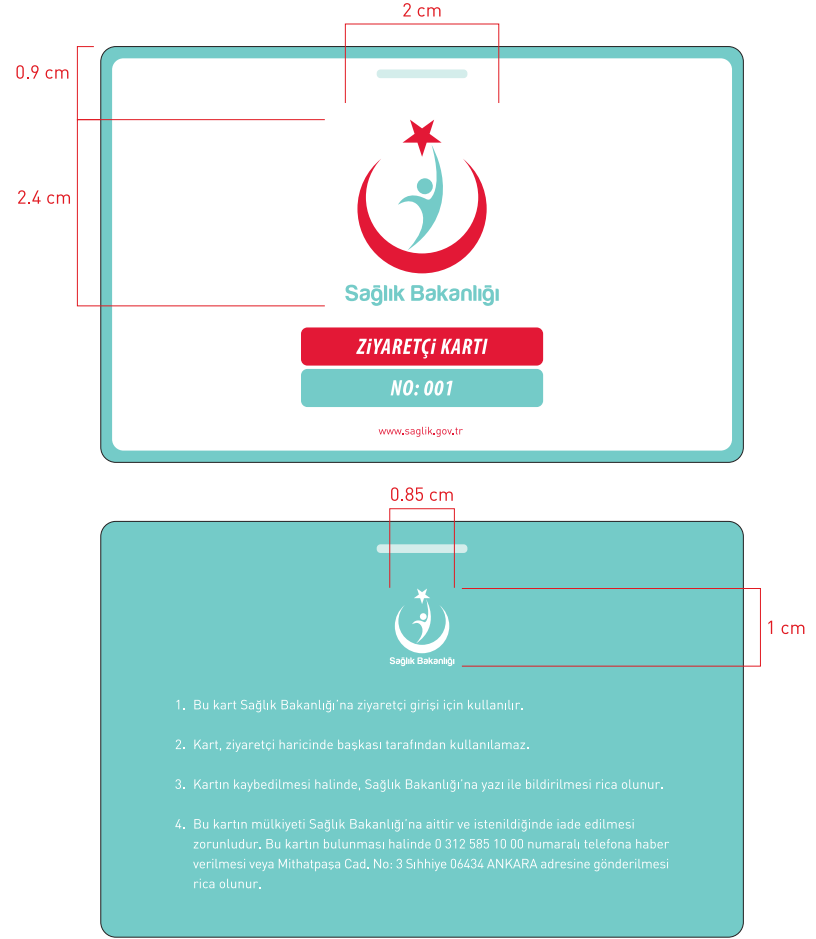 2 cm
0.9 cm
2.4 cm
Sağlık Bakanlığı
ZiYARETÇi KARTI
NO: 001
www.saglik.gov.tr
0.85 cm
1 cm
Sağlık Bakanlığı
1. Bu kart Sağlık Bakanlığı'na ziyaretçi girişi için kullanılır.
2. Kart, ziyaretçi haricinde başkası tarafından kullanılamaz.
3. Kartın kaybedilmesi halinde, Sağlık Bakanlığı'na yazı ile bildirilmesi rica olunur.
4. Bu kartın mülkiyeti Sağlık Bakanlığı'na aittir ve istenildiğinde iade edilmesi
zorunludur. Bu kartın bulunması halinde 0 312 585 10 00 numaralı telefona haber
verilmesi veya Mithatpaşa Cad. No: 3 Sıhhiye 06434 ANKARA adresine gönderilmesi
rica olunur.